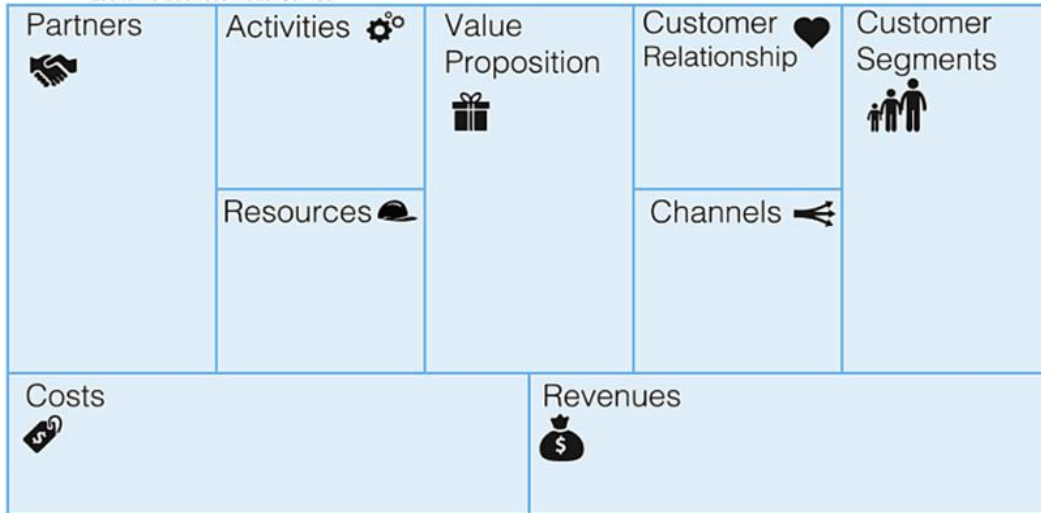 Partners
Activities
Value
Proposition
Customer
Relationship
Customer
Segments
Resources
Channels
Costs
$
Revenues
$